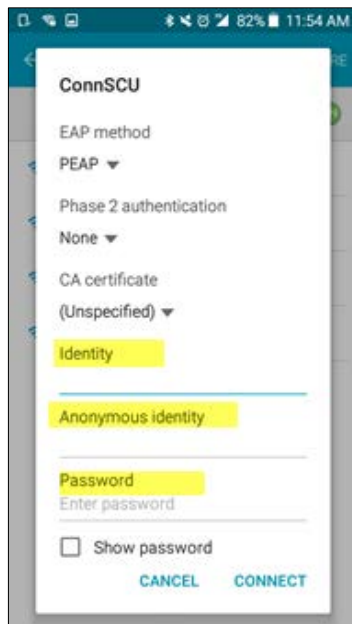 82% 11:54 AM
RE
ConnSCU
EAP method
PEAP
Phase 2 authentication
None
CA certificate
(Unspecified)
Identity
Anonymous identity
Password
Enter password
Show password
CANCEL CONNECT